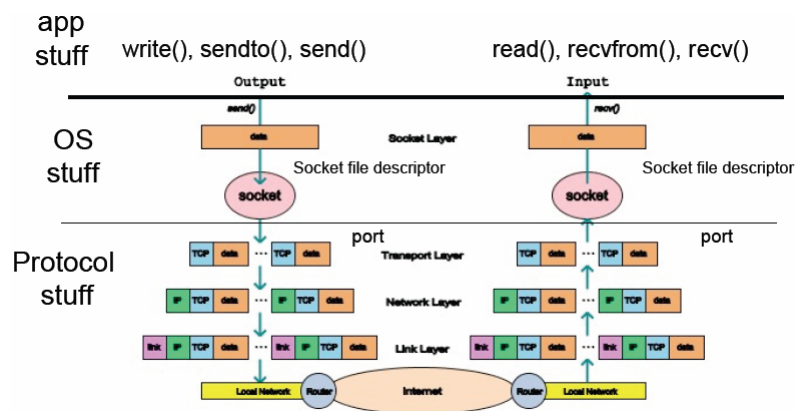 app
stuff
write(), sendto(), send()
read(), recvfrom(), recv()
Output
Input
send()
recv()
OS
stuff
data
Socket Layer
data
Socket file descriptor
Socket file descriptor
socket
socket
port
port
Protocol
stuff
TCP data ... TCP data
Transport Layer
TCP data ... TCP data
IP TCP data ... IP TCP data
Network Layer
IP TCP data ... IP TCP data
link IP TCP data ... link IP TCP data
Link Layer
link IP TCP data ... link IP TCP data
Local Network
Router
Internet
Router
Local Network